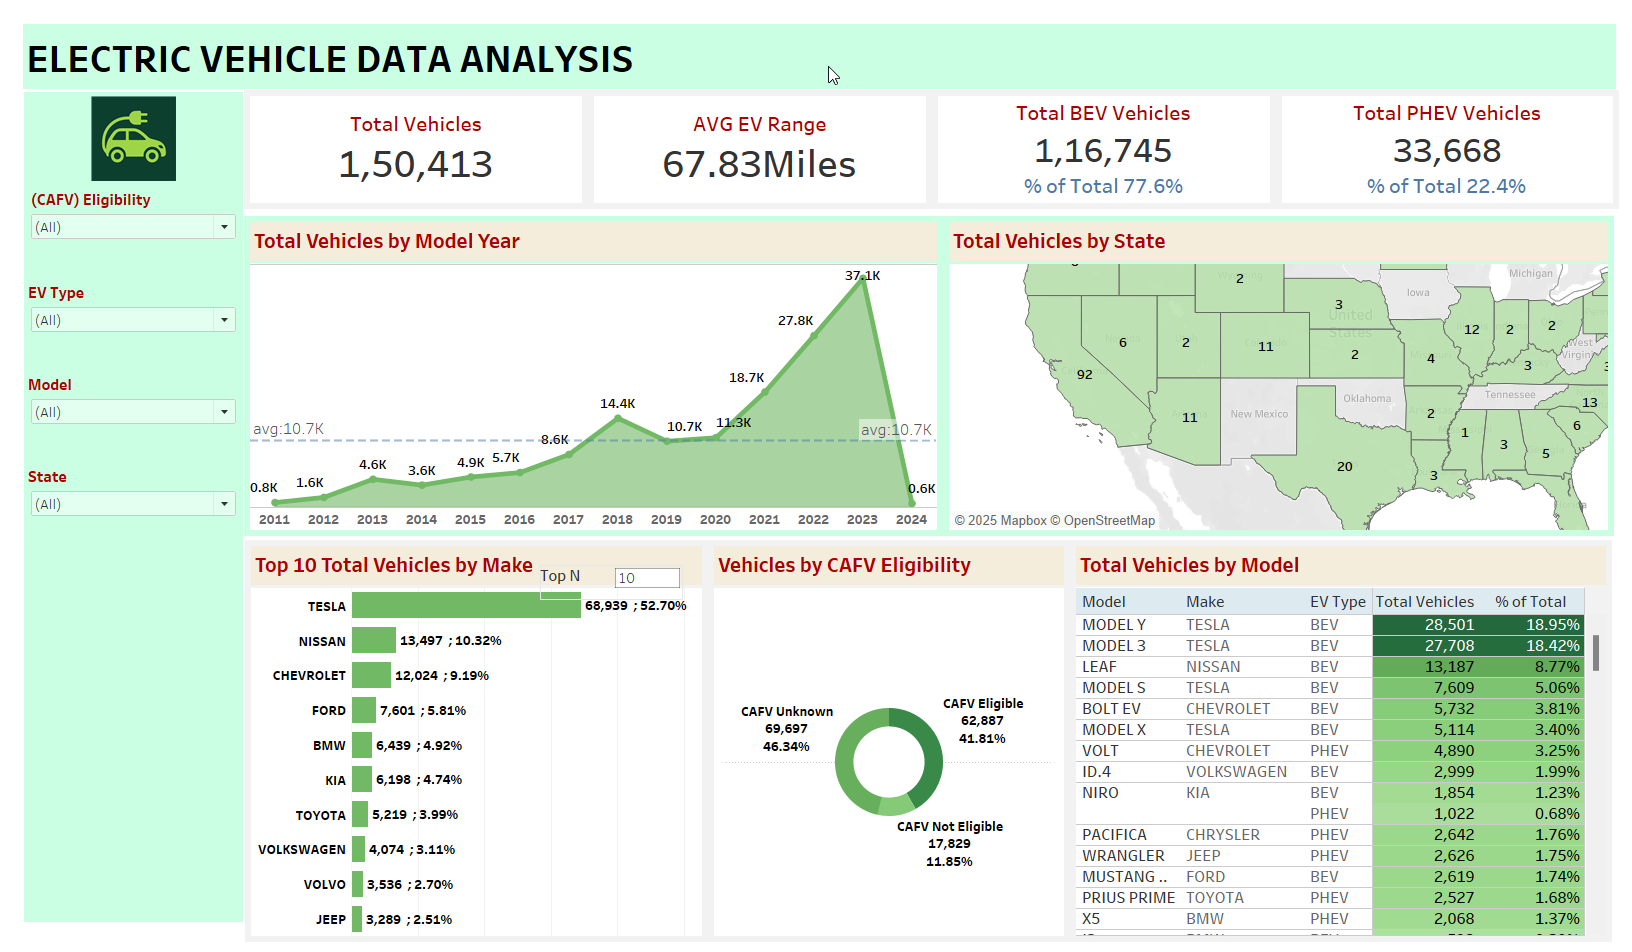 ELECTRIC VEHICLE DATA ANALYSIS
(CAFV) Eligibility
(All)
EV Type
(All)
Model
(All)
State
(All)
Total Vehicles
1,50,413
AVG EV Range
67.83Miles
Total BEV Vehicles
1,16,745
% of Total 77.6%
Total PHEV Vehicles
33,668
% of Total 22.4%
Total Vehicles by Model Year
37.1K
27.8K
18.7K
14.4K
10.7K
11.3K
avg:10.7K
avg:10.7K
8.6K
4.6K
3.6K
4.9K
5.7K
0.8K
1.6K
0.6K
2011 2012 2013 2014 2015 2016 2017 2018 2019 2020 2021 2022 2023 2024
Total Vehicles by State
Michigan
2
Iowa
3
United
States
12
2
2
6
2
11
2
4
3
West
Virginia
92
Oklahoma
Tennessee
13
11
New Mexico
2
1
3
6
5
20
3
Florida
© 2025 Mapbox © OpenStreetMap
Top 10 Total Vehicles by Make
Top N
10
TESLA 68,939 ; 52.70%
NISSAN 13,497 ; 10.32%
CHEVROLET 12,024 ; 9.19%
FORD 7,601 ; 5.81%
BMW 6,439 ; 4.92%
KIA 6,198 ; 4.74%
TOYOTA 5,219 ; 3.99%
VOLKSWAGEN 4,074 ; 3.11%
VOLVO 3,536 ; 2.70%
JEEP 3,289 ; 2.51%
Vehicles by CAFV Eligibility
CAFV Unknown
69,697
46.34%
CAFV Eligible
62,887
41.81%
CAFV Not Eligible
17,829
11.85%
Total Vehicles by Model
Model Make EV Type Total Vehicles % of Total
MODEL Y TESLA BEV 28,501 18.95%
MODEL 3 TESLA BEV 27,708 18.42%
LEAF NISSAN BEV 13,187 8.77%
MODEL S TESLA BEV 7,609 5.06%
BOLT EV CHEVROLET BEV 5,732 3.81%
MODEL X TESLA BEV 5,114 3.40%
VOLT CHEVROLET PHEV 4,890 3.25%
ID.4 VOLKSWAGEN BEV 2,999 1.99%
NIRO KIA BEV 1,854 1.23%
PHEV 1,022 0.68%
PACIFICA CHRYSLER PHEV 2,642 1.76%
WRANGLER JEEP PHEV 2,626 1.75%
MUSTANG .. FORD BEV 2,619 1.74%
PRIUS PRIME TOYOTA PHEV 2,527 1.68%
X5 BMW PHEV 2,068 1.37%